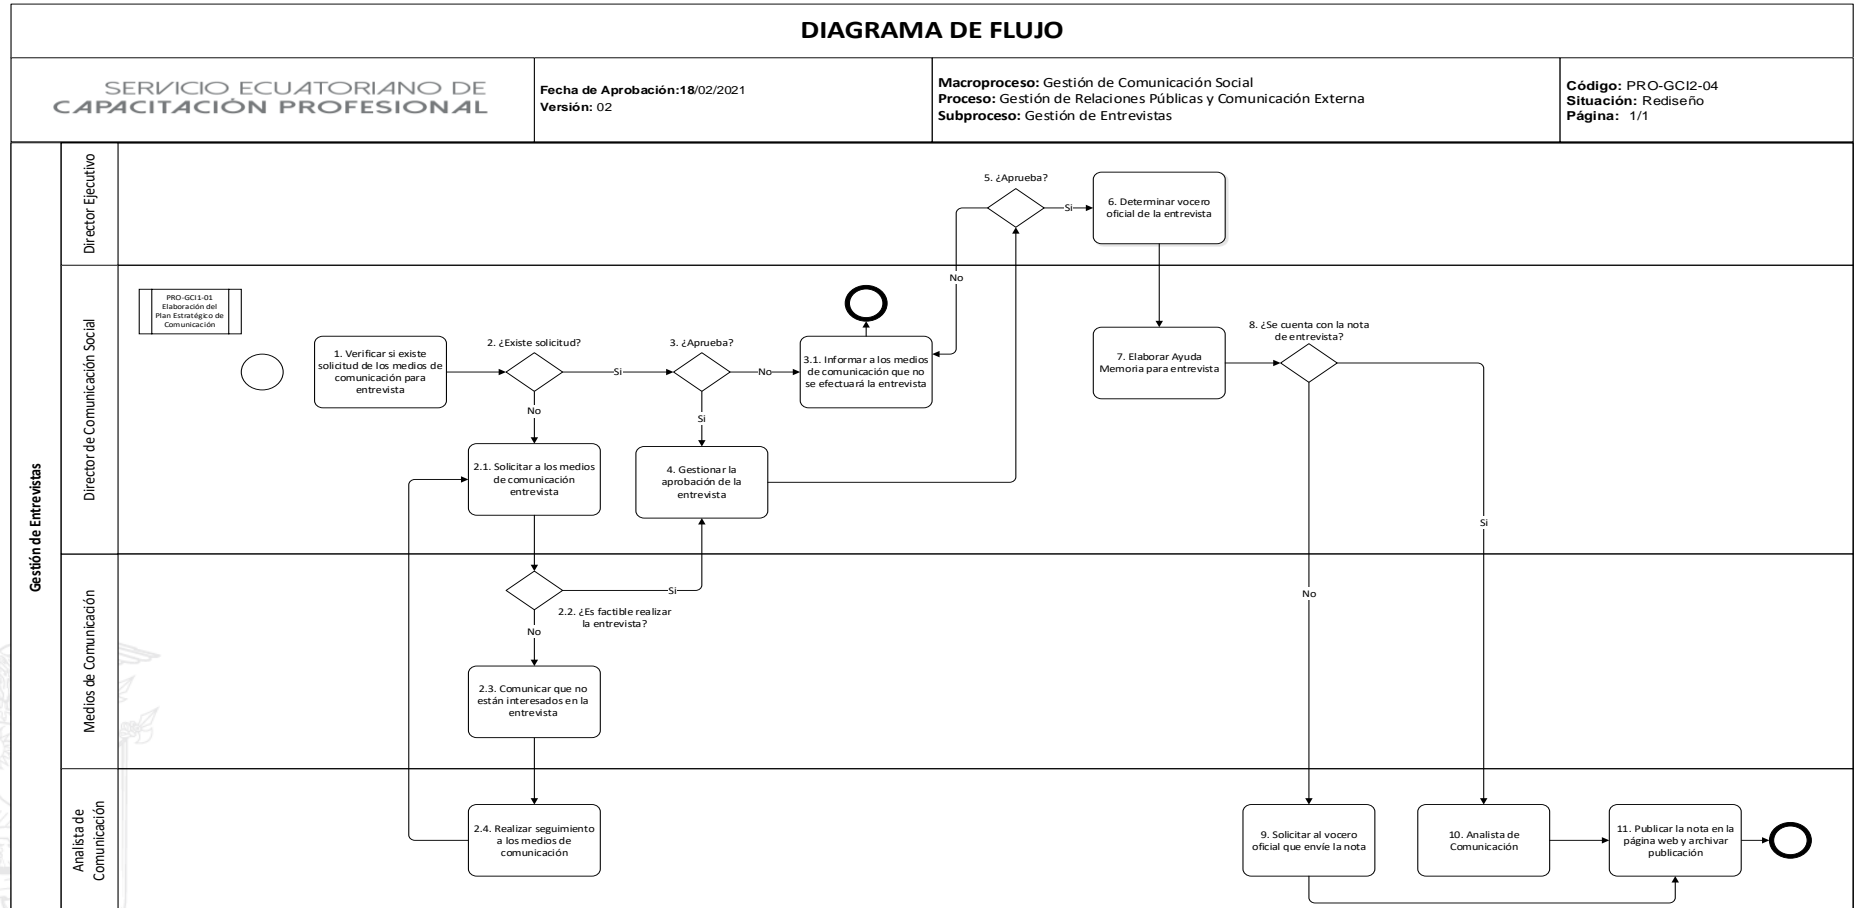 DIAGRAMA DE FLUJO
SERVICIO ECUATORIANO DE
CAPACITACIÓN PROFESIONAL
Fecha de Aprobación:18/02/2021
Versión: 02
Macroproceso: Gestión de Comunicación Social
Proceso: Gestión de Relaciones Públicas y Comunicación Externa
Subproceso: Gestión de Entrevistas
Código: PRO-GCI2-04
Situación: Rediseño
Página: 1/1
Gestión de Entrevistas
Director Ejecutivo
5. ¿Aprueba?
Si
No
6. Determinar vocero
oficial de la entrevista
Director de Comunicación Social
PRO-GCI1-01
Elaboración del
Plan Estratégico de
Comunicación
1. Verificar si existe
solicitud de los medios de
comunicación para
entrevista
2. ¿Existe solicitud?
Si
No
3. ¿Aprueba?
No
Si
3.1. Informar a los medios
de comunicación que no
se efectuará la entrevista
2.1. Solicitar a los medios
de comunicación
entrevista
4. Gestionar la
aprobación de la
entrevista
7. Elaborar Ayuda
Memoria para entrevista
8. ¿Se cuenta con la nota
de entrevista?
Si
No
Medios de Comunicación
Si
2.2. ¿Es factible realizar
la entrevista?
No
2.3. Comunicar que no
están interesados en la
entrevista
Analista de
Comunicación
2.4. Realizar seguimiento
a los medios de
comunicación
9. Solicitar al vocero
oficial que envíe la nota
10. Analista de
Comunicación
11. Publicar la nota en la
página web y archivar
publicación